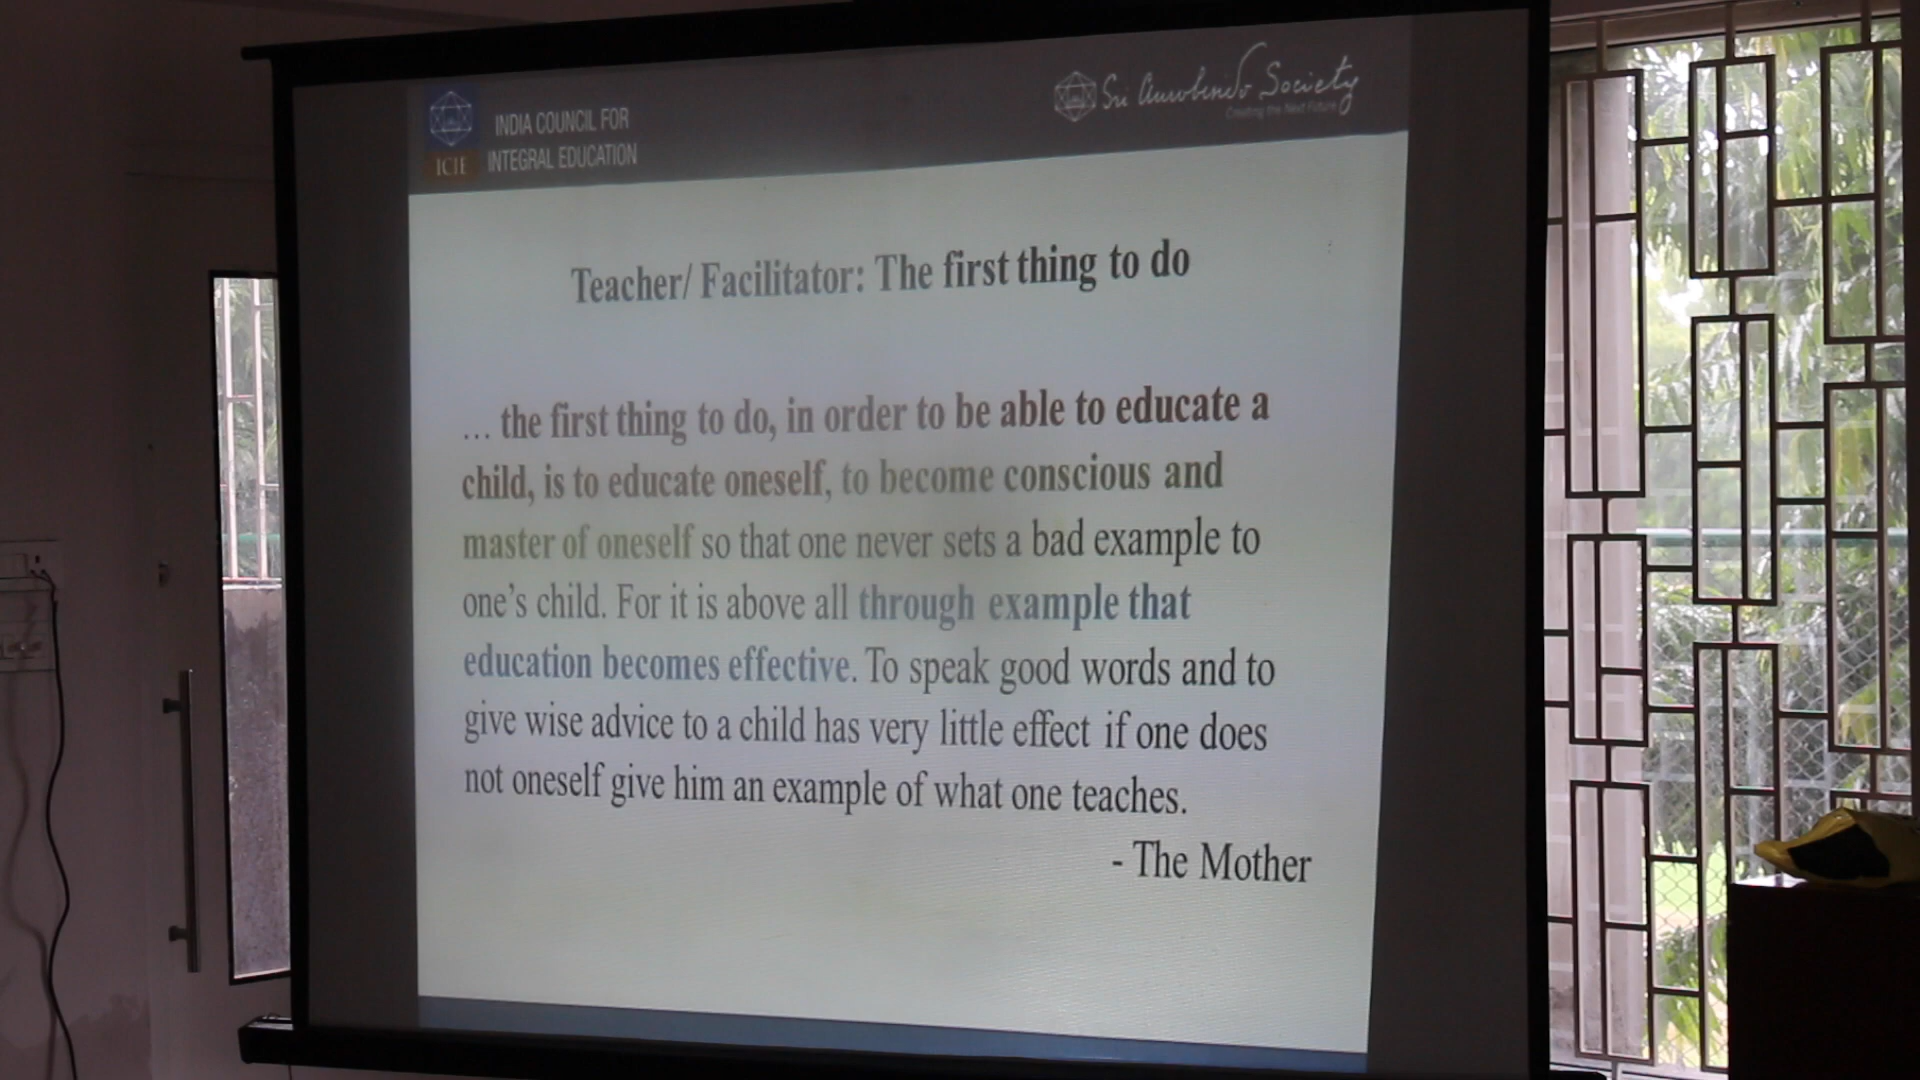 INDIA COUNCIL FOR
ICIE INTEGRAL EDUCATION
Sri Aurobindo Society
Creating the Next Future
Teacher/ Facilitator: The first thing to do
… the first thing to do, in order to be able to educate a
child, is to educate oneself, to become conscious and
master of oneself so that one never sets a bad example to
one's child. For it is above all through example that
education becomes effective. To speak good words and to
give wise advice to a child has very little effect if one does
not oneself give him an example of what one teaches.
- The Mother